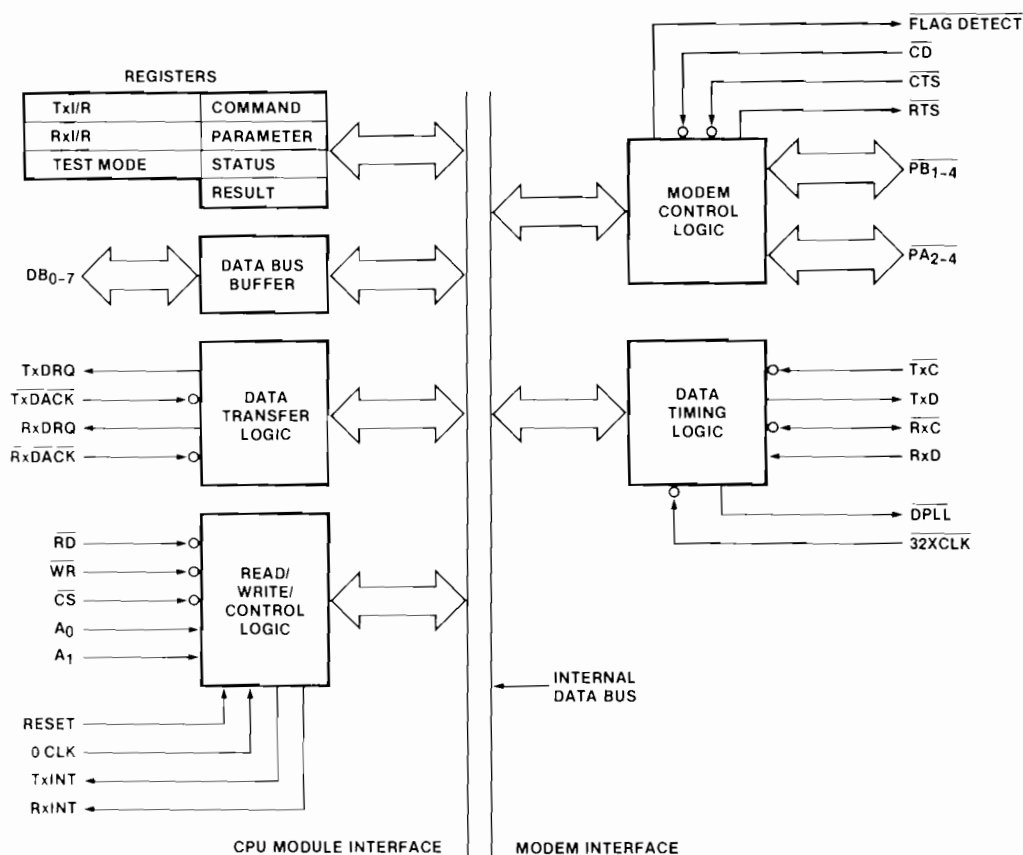 REGISTERS
TxI/R COMMAND
RxI/R PARAMETER
TEST MODE STATUS
RESULT
DB0-7
DATA BUS
BUFFER
TxDRQ
TxDACK
RxDRQ
RxDACK
DATA
TRANSFER
LOGIC
RD
WR
CS
A0
A1
READ/
WRITE/
CONTROL
LOGIC
RESET
0 CLK
TxINT
RxINT
CPU MODULE INTERFACE
FLAG DETECT
CD
CTS
RTS
MODEM
CONTROL
LOGIC
PB1-4
PA2-4
DATA
TIMING
LOGIC
TxC
TxD
RxC
RxD
DPLL
32XCLK
INTERNAL
DATA BUS
MODEM INTERFACE